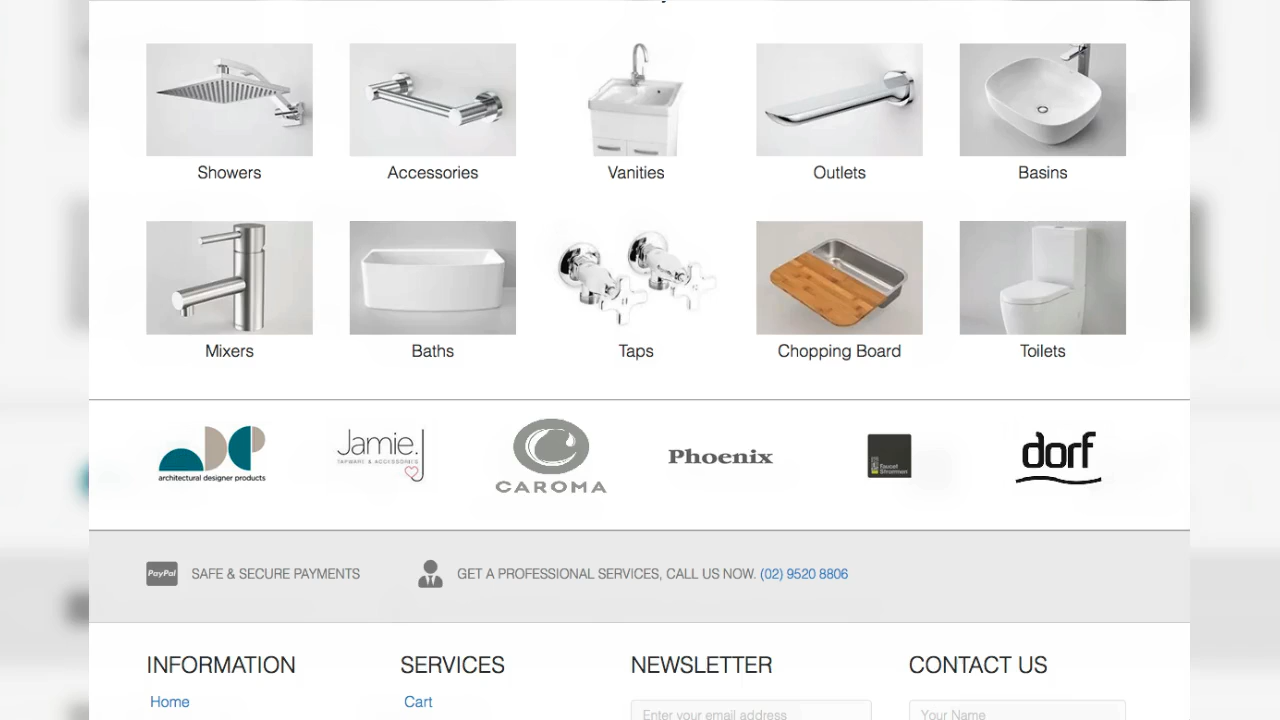 Showers
Accessories
Vanities
Outlets
Basins
Mixers
Baths
Taps
Chopping Board
Toilets
architectural designer products
Jamie.J
TAPWARE & ACCESSORIES
CAROMA
Phoenix
Faucet
Strommen
dorf
PayPal
SAFE & SECURE PAYMENTS
GET A PROFESSIONAL SERVICES, CALL US NOW. (02) 9520 8806
INFORMATION
SERVICES
NEWSLETTER
CONTACT US
Home
Cart
Enter your email address
Your Name